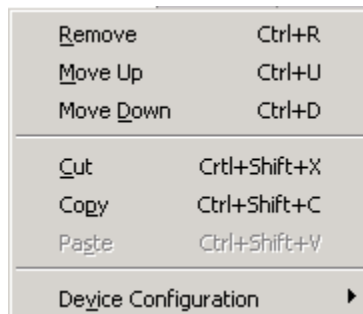 Remove Ctrl+R
Move Up Ctrl+U
Move Down Ctrl+D
Cut Crtl+Shift+X
Copy Ctrl+Shift+C
Paste Ctrl+Shift+V
Device Configuration